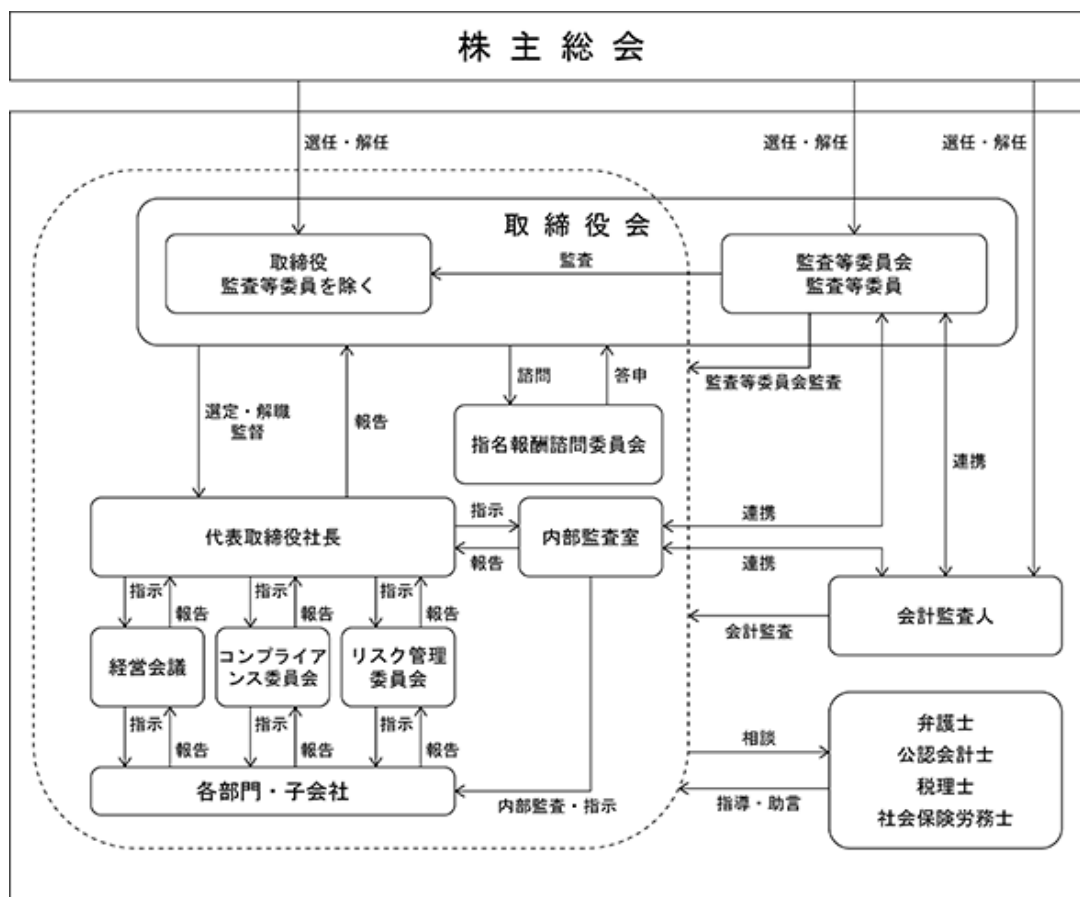 株主総会
選任・解任
選任・解任
選任・解任
取締役会
取締役
監査等委員を除く
監査
監査等委員会
監査等委員
選定・解職
監督
報告
諮問
答申
監査等委員会監査
指名報酬諮問委員会
連携
代表取締役社長
指示
報告
内部監査室
連携
連携
指示
報告
指示
報告
指示
報告
会計監査
会計監査人
経営会議
コンプライア
ンス委員会
リスク管理
委員会
指示
報告
指示
報告
指示
報告
各部門・子会社
内部監査・指示
相談
指導・助言
弁護士
公認会計士
税理士
社会保険労務士